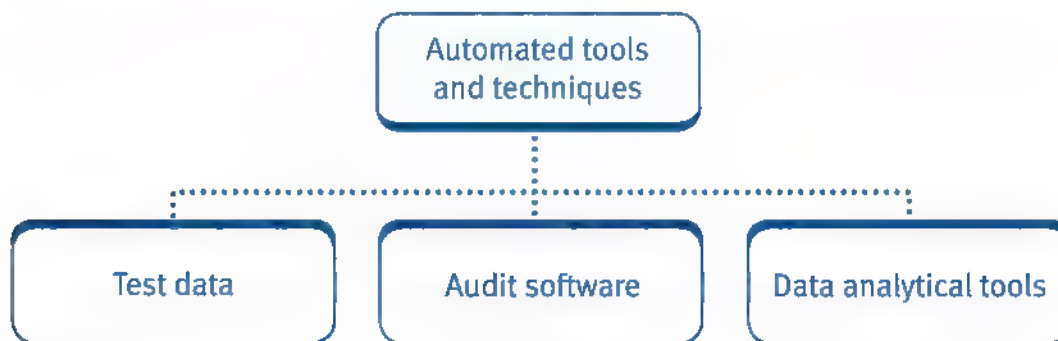 Automated tools
and techniques
Test data
Audit software
Data analytical tools